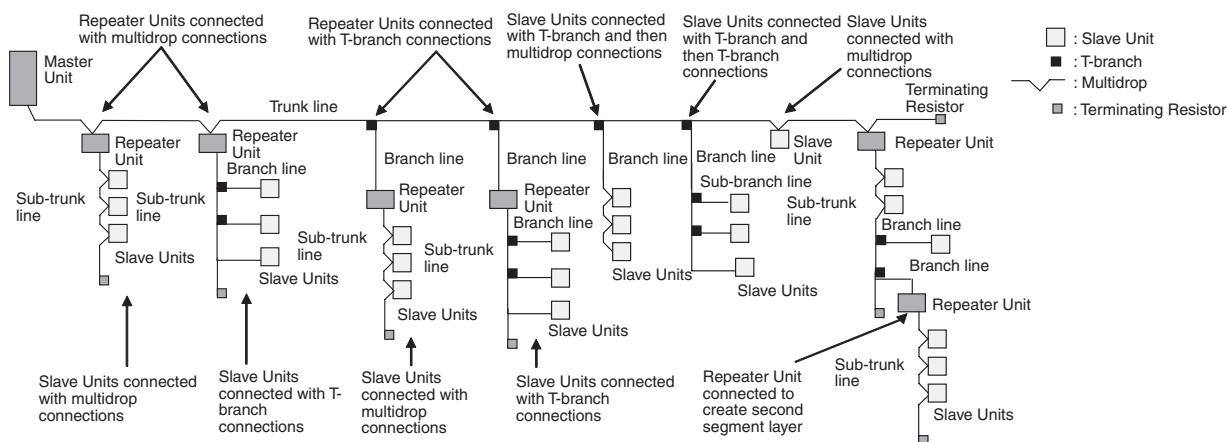 Repeater Units connected
with multidrop connections
Repeater Units connected
with T-branch connections
Slave Units connected
with T-branch and then
multidrop connections
Slave Units connected
with T-branch and
then T-branch
connections
Slave Units
connected with
multidrop
connections
: Slave Unit
: T-branch
: Multidrop
: Terminating Resistor
Master
Unit
Trunk line
Terminating
Resistor
Repeater
Unit
Repeater
Unit
Branch line
Branch line
Branch line
Branch line
Branch line
Slave
Unit
Repeater Unit
Sub-trunk
line
Sub-trunk
line
Slave Units
Slave Units
Repeater
Unit
Sub-trunk
line
Slave Units
Repeater
Unit
Branch line
Sub-trunk
line
Slave Units
Slave Units
Sub-branch line
Slave Units
Sub-trunk
line
Branch line
Branch line
Repeater Unit
Sub-trunk
line
Slave Units
Slave Units connected
with multidrop
connections
Slave Units
connected with T-
branch
connections
Slave Units
connected with
multidrop
connections
Slave Units connected
with T-branch
connections
Repeater Unit
connected to
create second
segment layer